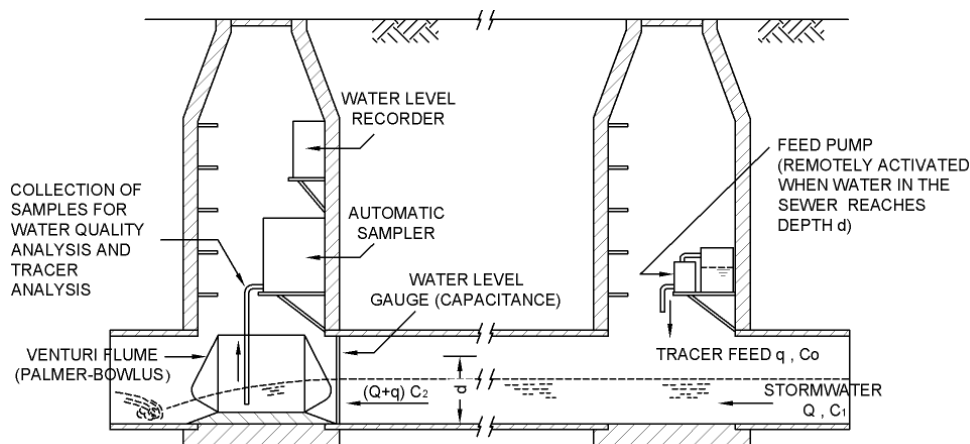 WATER LEVEL
RECORDER
COLLECTION OF
SAMPLES FOR
WATER QUALITY
ANALYSIS AND
TRACER
ANALYSIS
AUTOMATIC
SAMPLER
WATER LEVEL
GAUGE (CAPACITANCE)
VENTURI FLUME
(PALMER-BOWLUS)
(Q+q) C₂
d
FEED PUMP
(REMOTELY ACTIVATED
WHEN WATER IN THE
SEWER REACHES
DEPTH d)
TRACER FEED q , Co
STORMWATER
Q , C₁